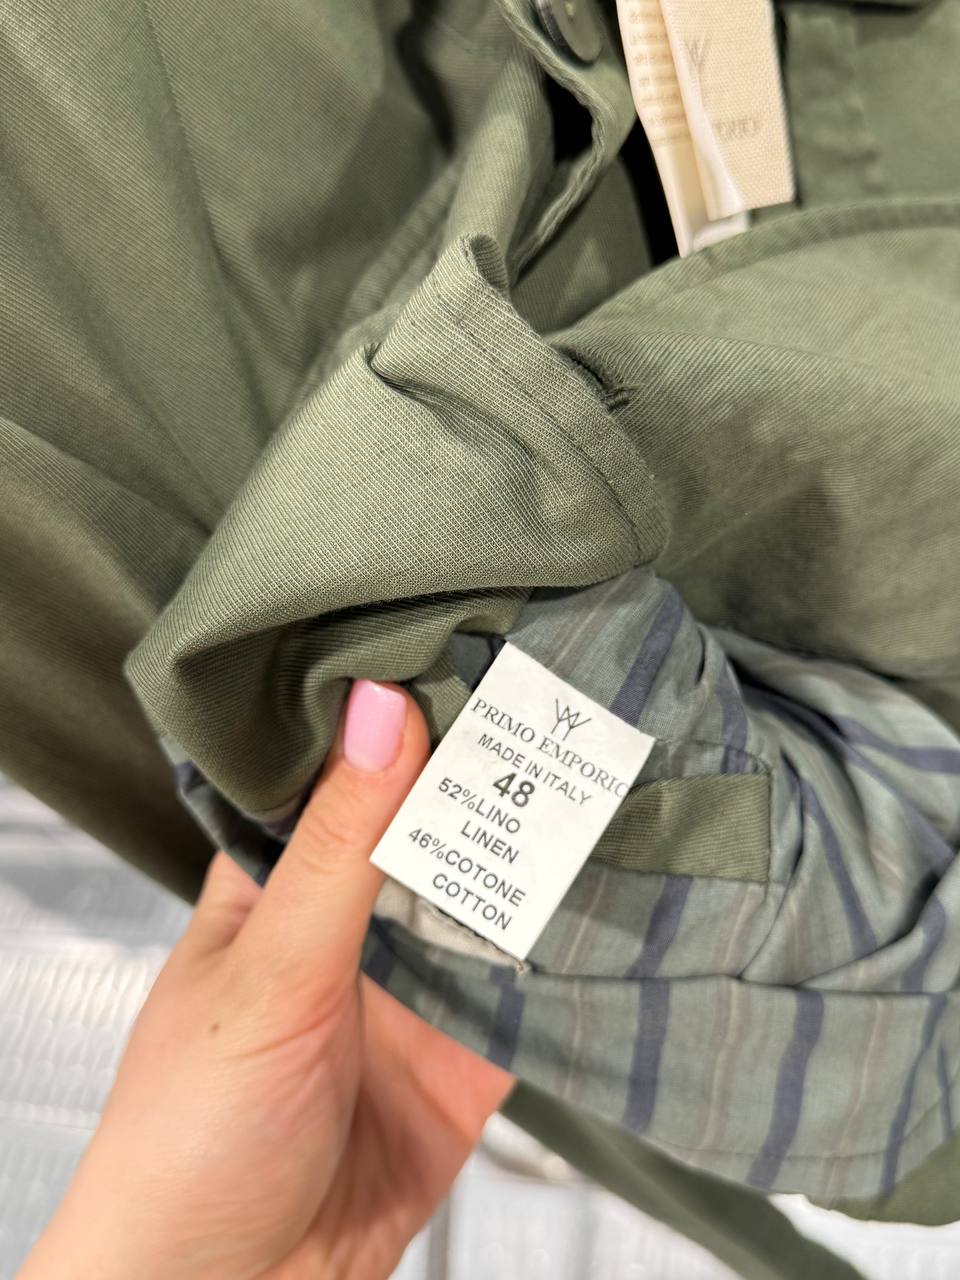 PRIMO EMPORIO
MADE IN ITALY
48
52%LINO
LINEN
46%COTONE
COTTON